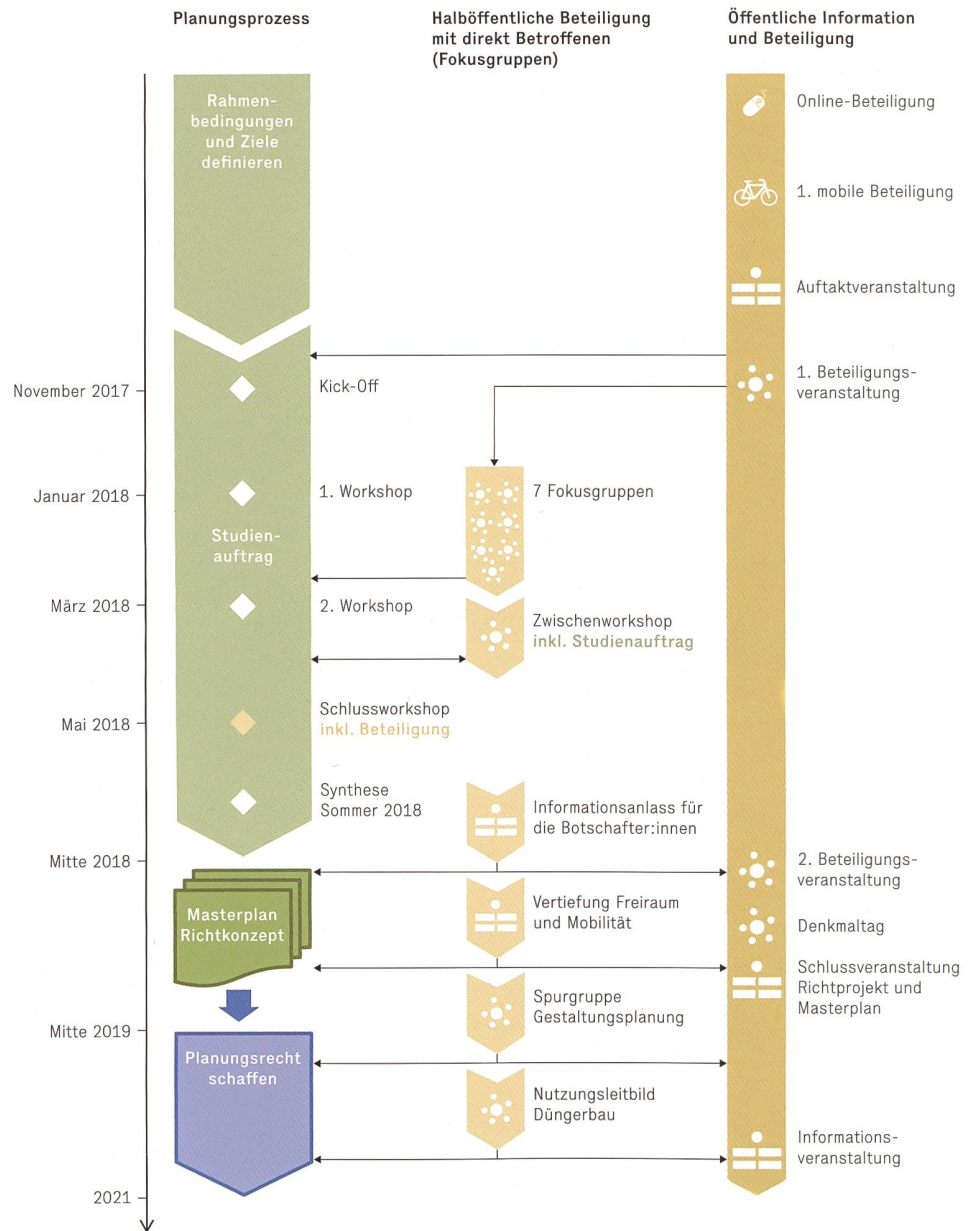 Planungsprozess
Halböffentliche Beteiligung
mit direkt Betroffenen
(Fokusgruppen)
Öffentliche Information
und Beteiligung
Rahmen-
bedingungen
und Ziele
definieren
Online-Beteiligung
1. mobile Beteiligung
Auftaktveranstaltung
November 2017
Kick-Off
1. Beteiligungs-
veranstaltung
Januar 2018
1. Workshop
7 Fokusgruppen
Studien-
auftrag
März 2018
2. Workshop
Zwischenworkshop
inkl. Studienauftrag
Mai 2018
Schlussworkshop
inkl. Beteiligung
Synthese
Sommer 2018
Informationsanlass für
die Botschafter:innen
Mitte 2018
2. Beteiligungs-
veranstaltung
Masterplan
Richtkonzept
Vertiefung Freiraum
und Mobilität
Denkmaltag
Schlussveranstaltung
Richtprojekt und
Masterplan
Spurgruppe
Gestaltungsplanung
Mitte 2019
Planungsrecht
schaffen
Nutzungsleitbild
Düngerbau
Informations-
veranstaltung
2021